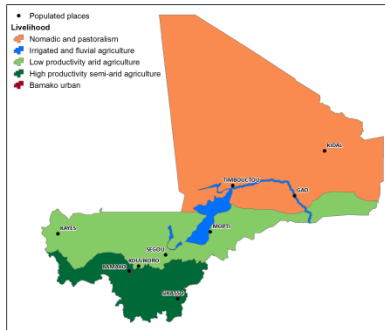 Populated places
Livelihood
Nomadic and pastoralism
Irrigated and fluvial agriculture
Low productivity arid agriculture
High productivity semi-arid agriculture
Bamako urban
KIDAL
TIMBOUCTOU
GAO
KAYES
MOPTI
SEGOU
KOULIKORO
BAMAKO
SIKASSO